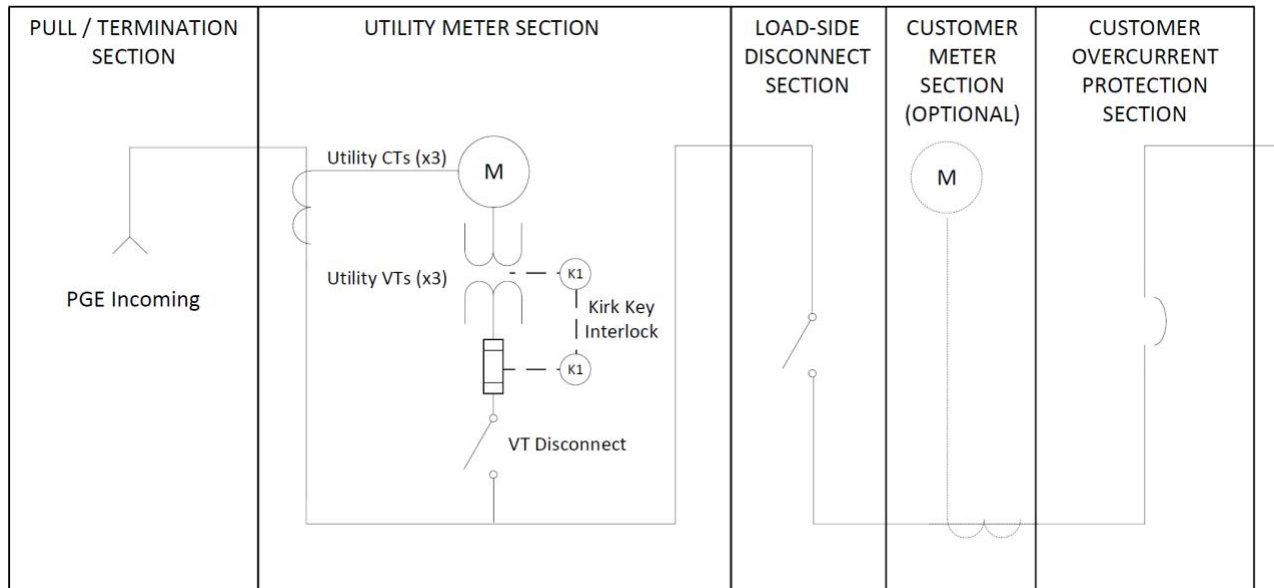 PULL / TERMINATION
SECTION
UTILITY METER SECTION
LOAD-SIDE
DISCONNECT
SECTION
CUSTOMER
METER
SECTION
(OPTIONAL)
CUSTOMER
OVERCURRENT
PROTECTION
SECTION
PGE Incoming
Utility CTs (x3)
M
Utility VTs (x3)
K1
Kirk Key
Interlock
K1
VT Disconnect
M